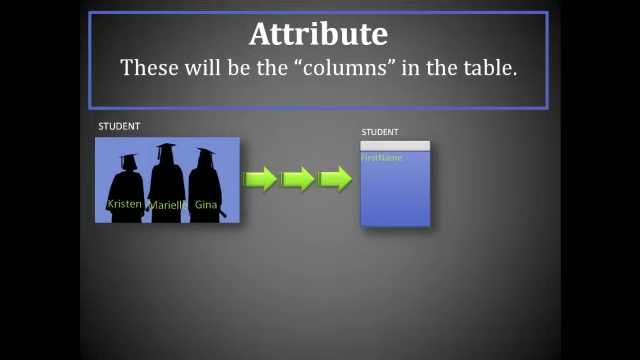 Attribute
These will be the “columns” in the table.
STUDENT
Kristen Marielle Gina
STUDENT
FirstName